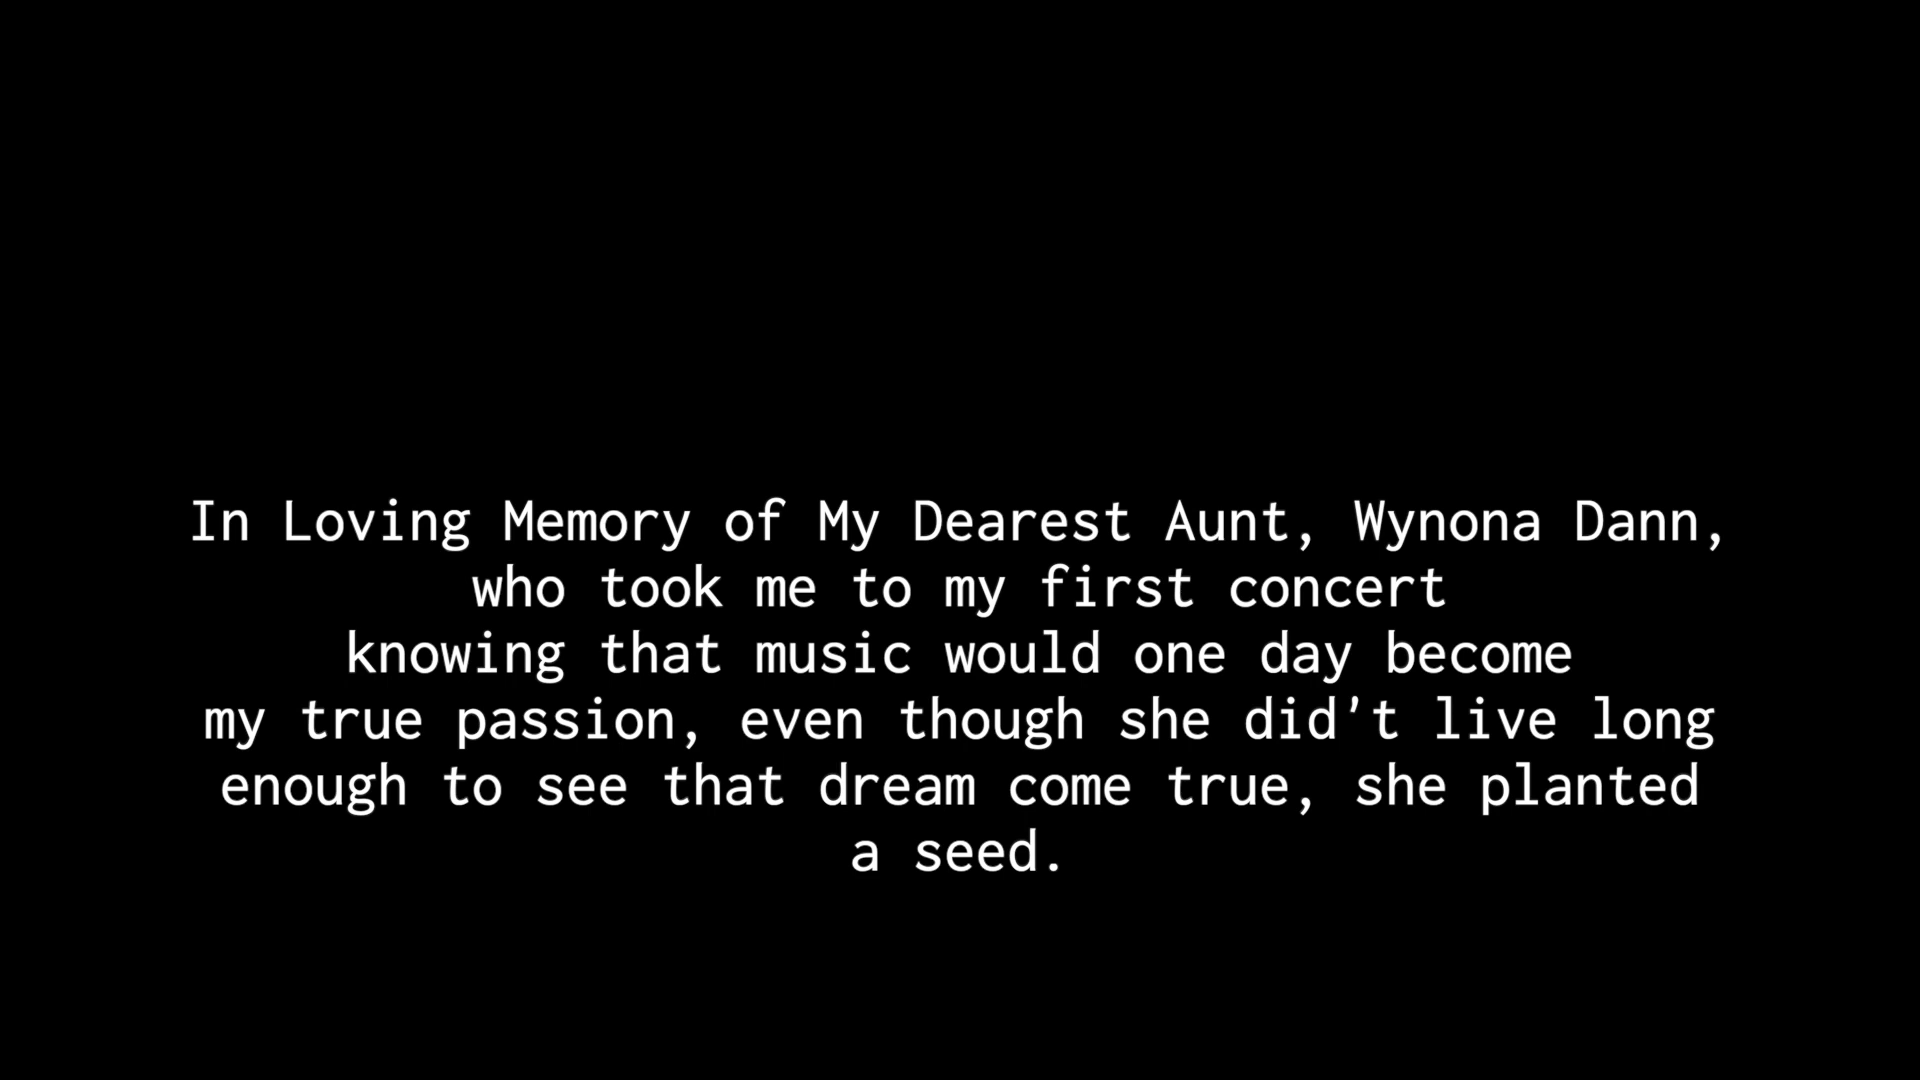 In Loving Memory of My Dearest Aunt, Wynona Dann,
who took me to my first concert
knowing that music would one day become
my true passion, even though she did't live long
enough to see that dream come true, she planted
a seed.